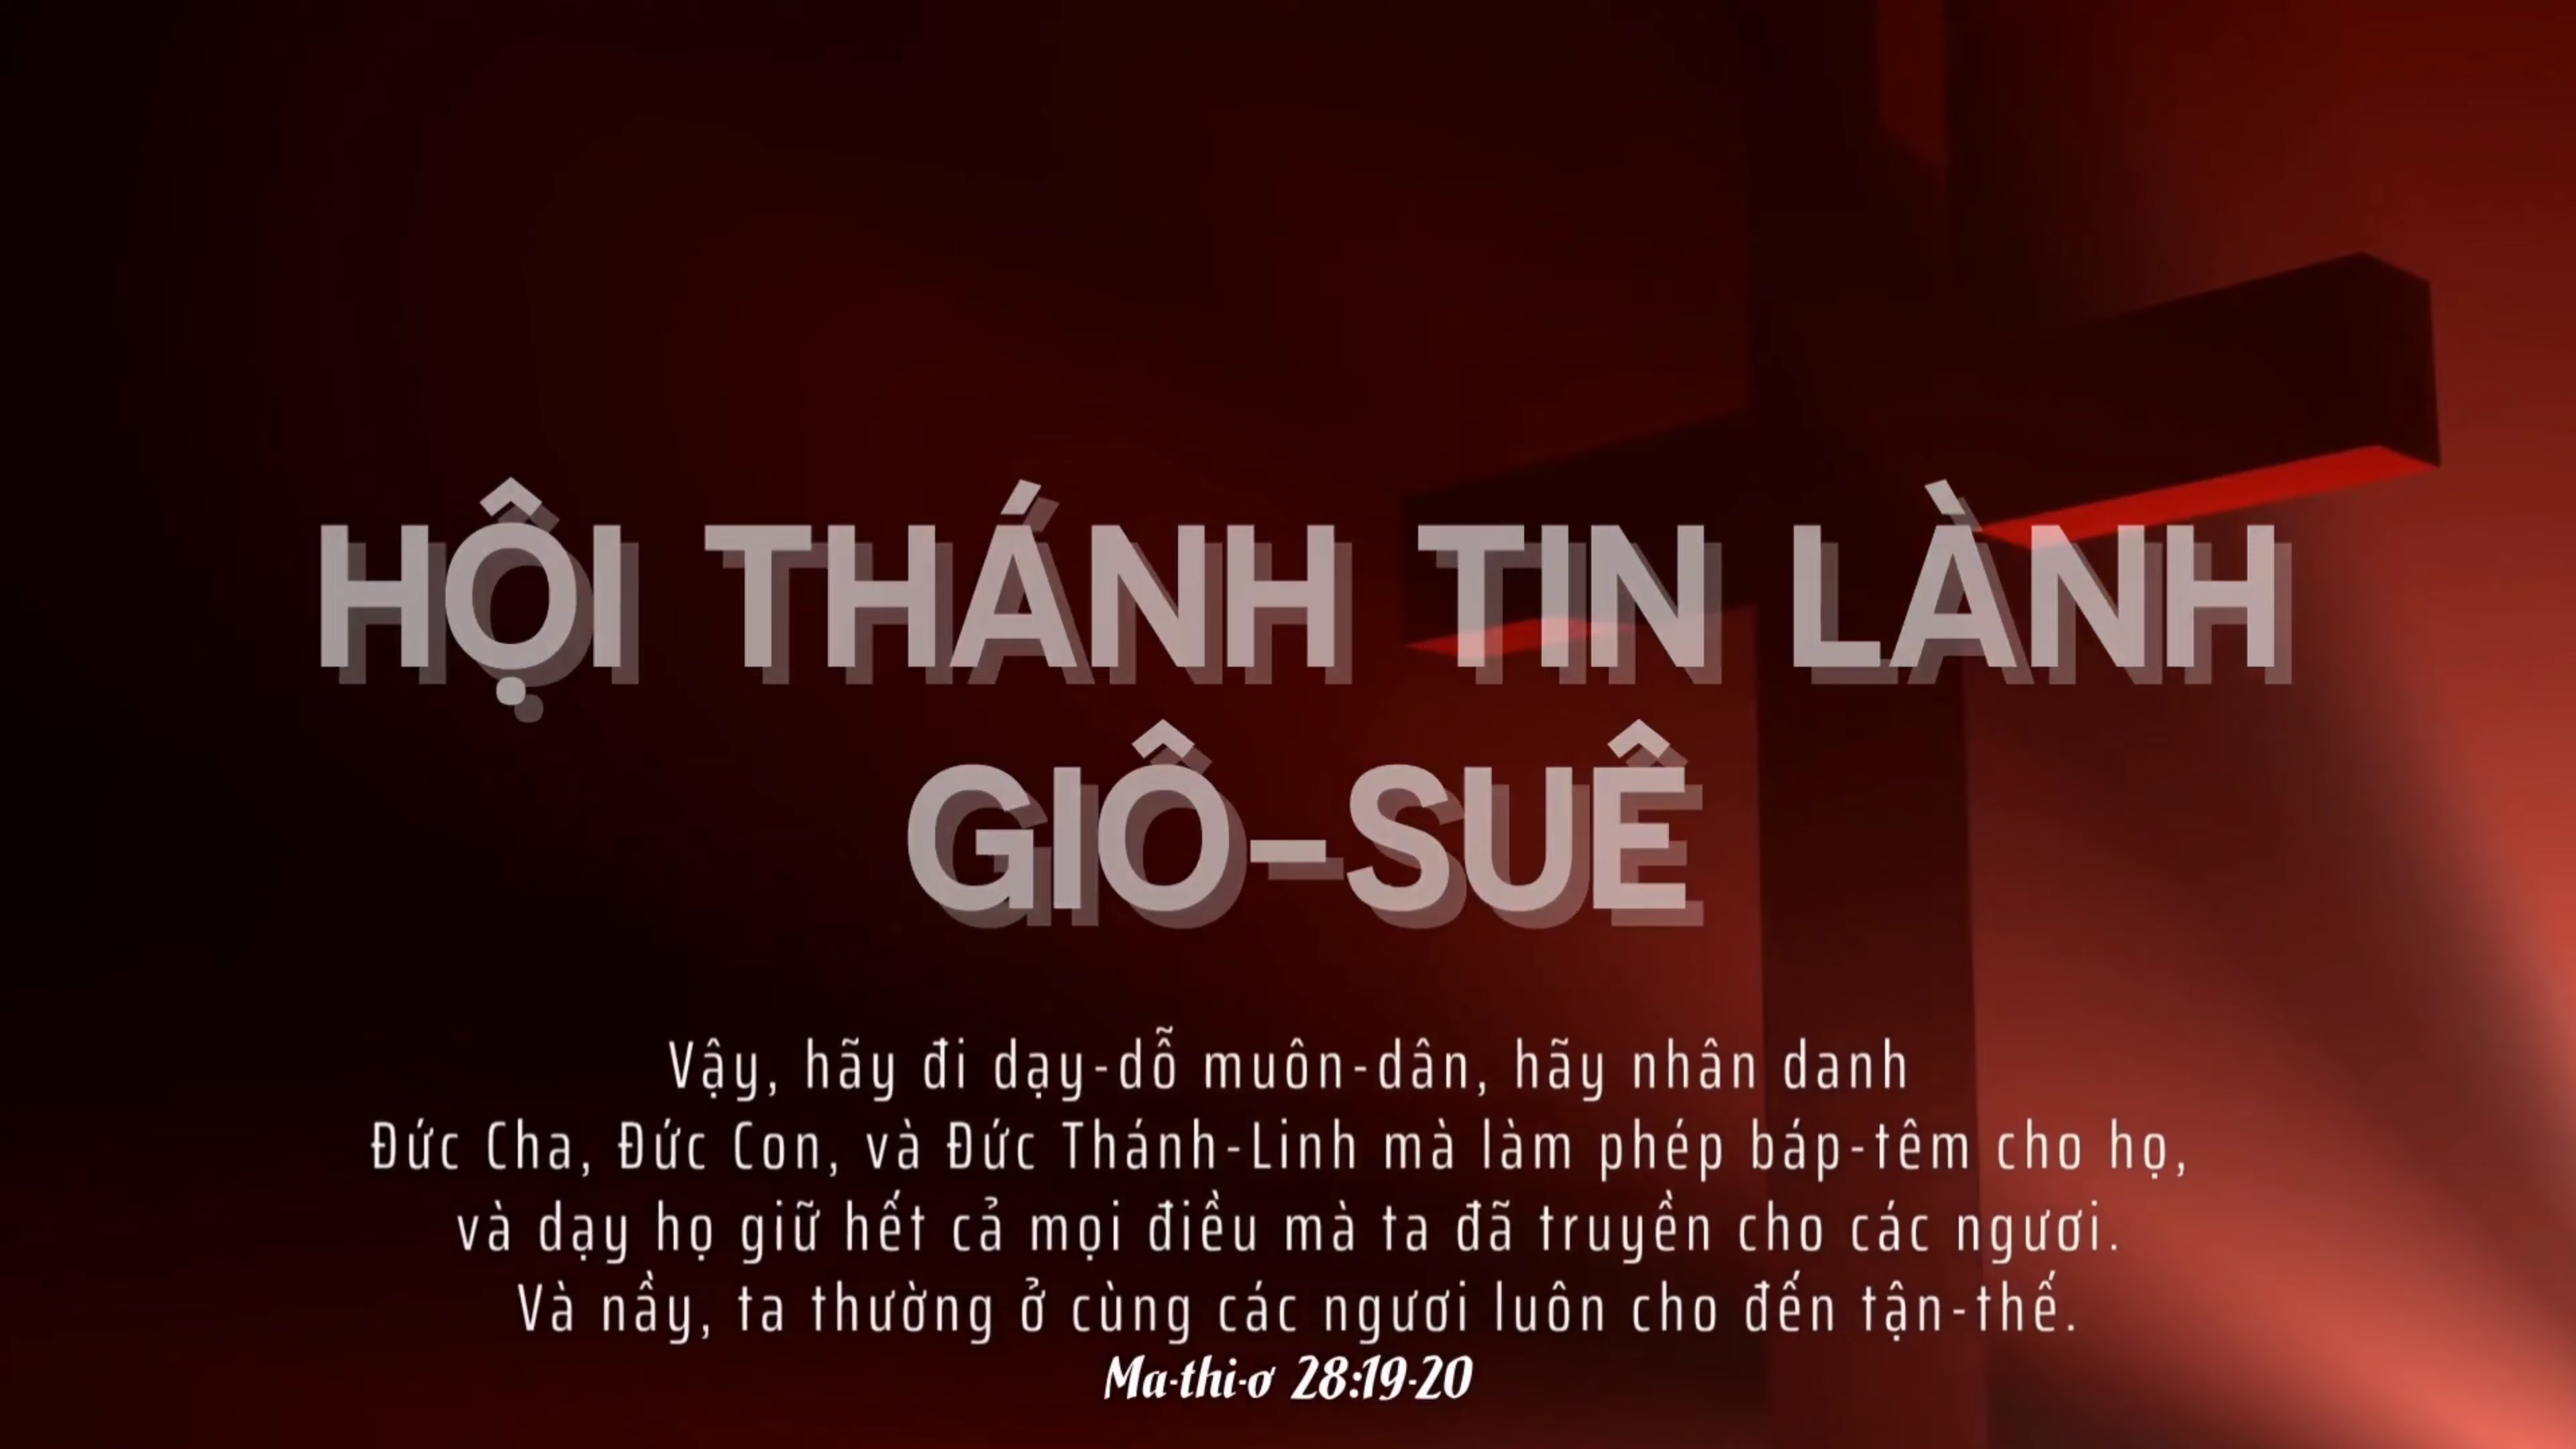 HỘI THÁNH TIN LÀNH
GIÔ-SUÊ
Vậy, hãy đi dạy-dỗ muôn-dân, hãy nhân danh
Đức Cha, Đức Con, và Đức Thánh-Linh mà làm phép báp-têm cho họ,
và dạy họ giữ hết cả mọi điều mà ta đã truyền cho các ngươi.
Và nầy, ta thường ở cùng các ngươi luôn cho đến tận-thế.
Ma-thi-ơ 28:19-20